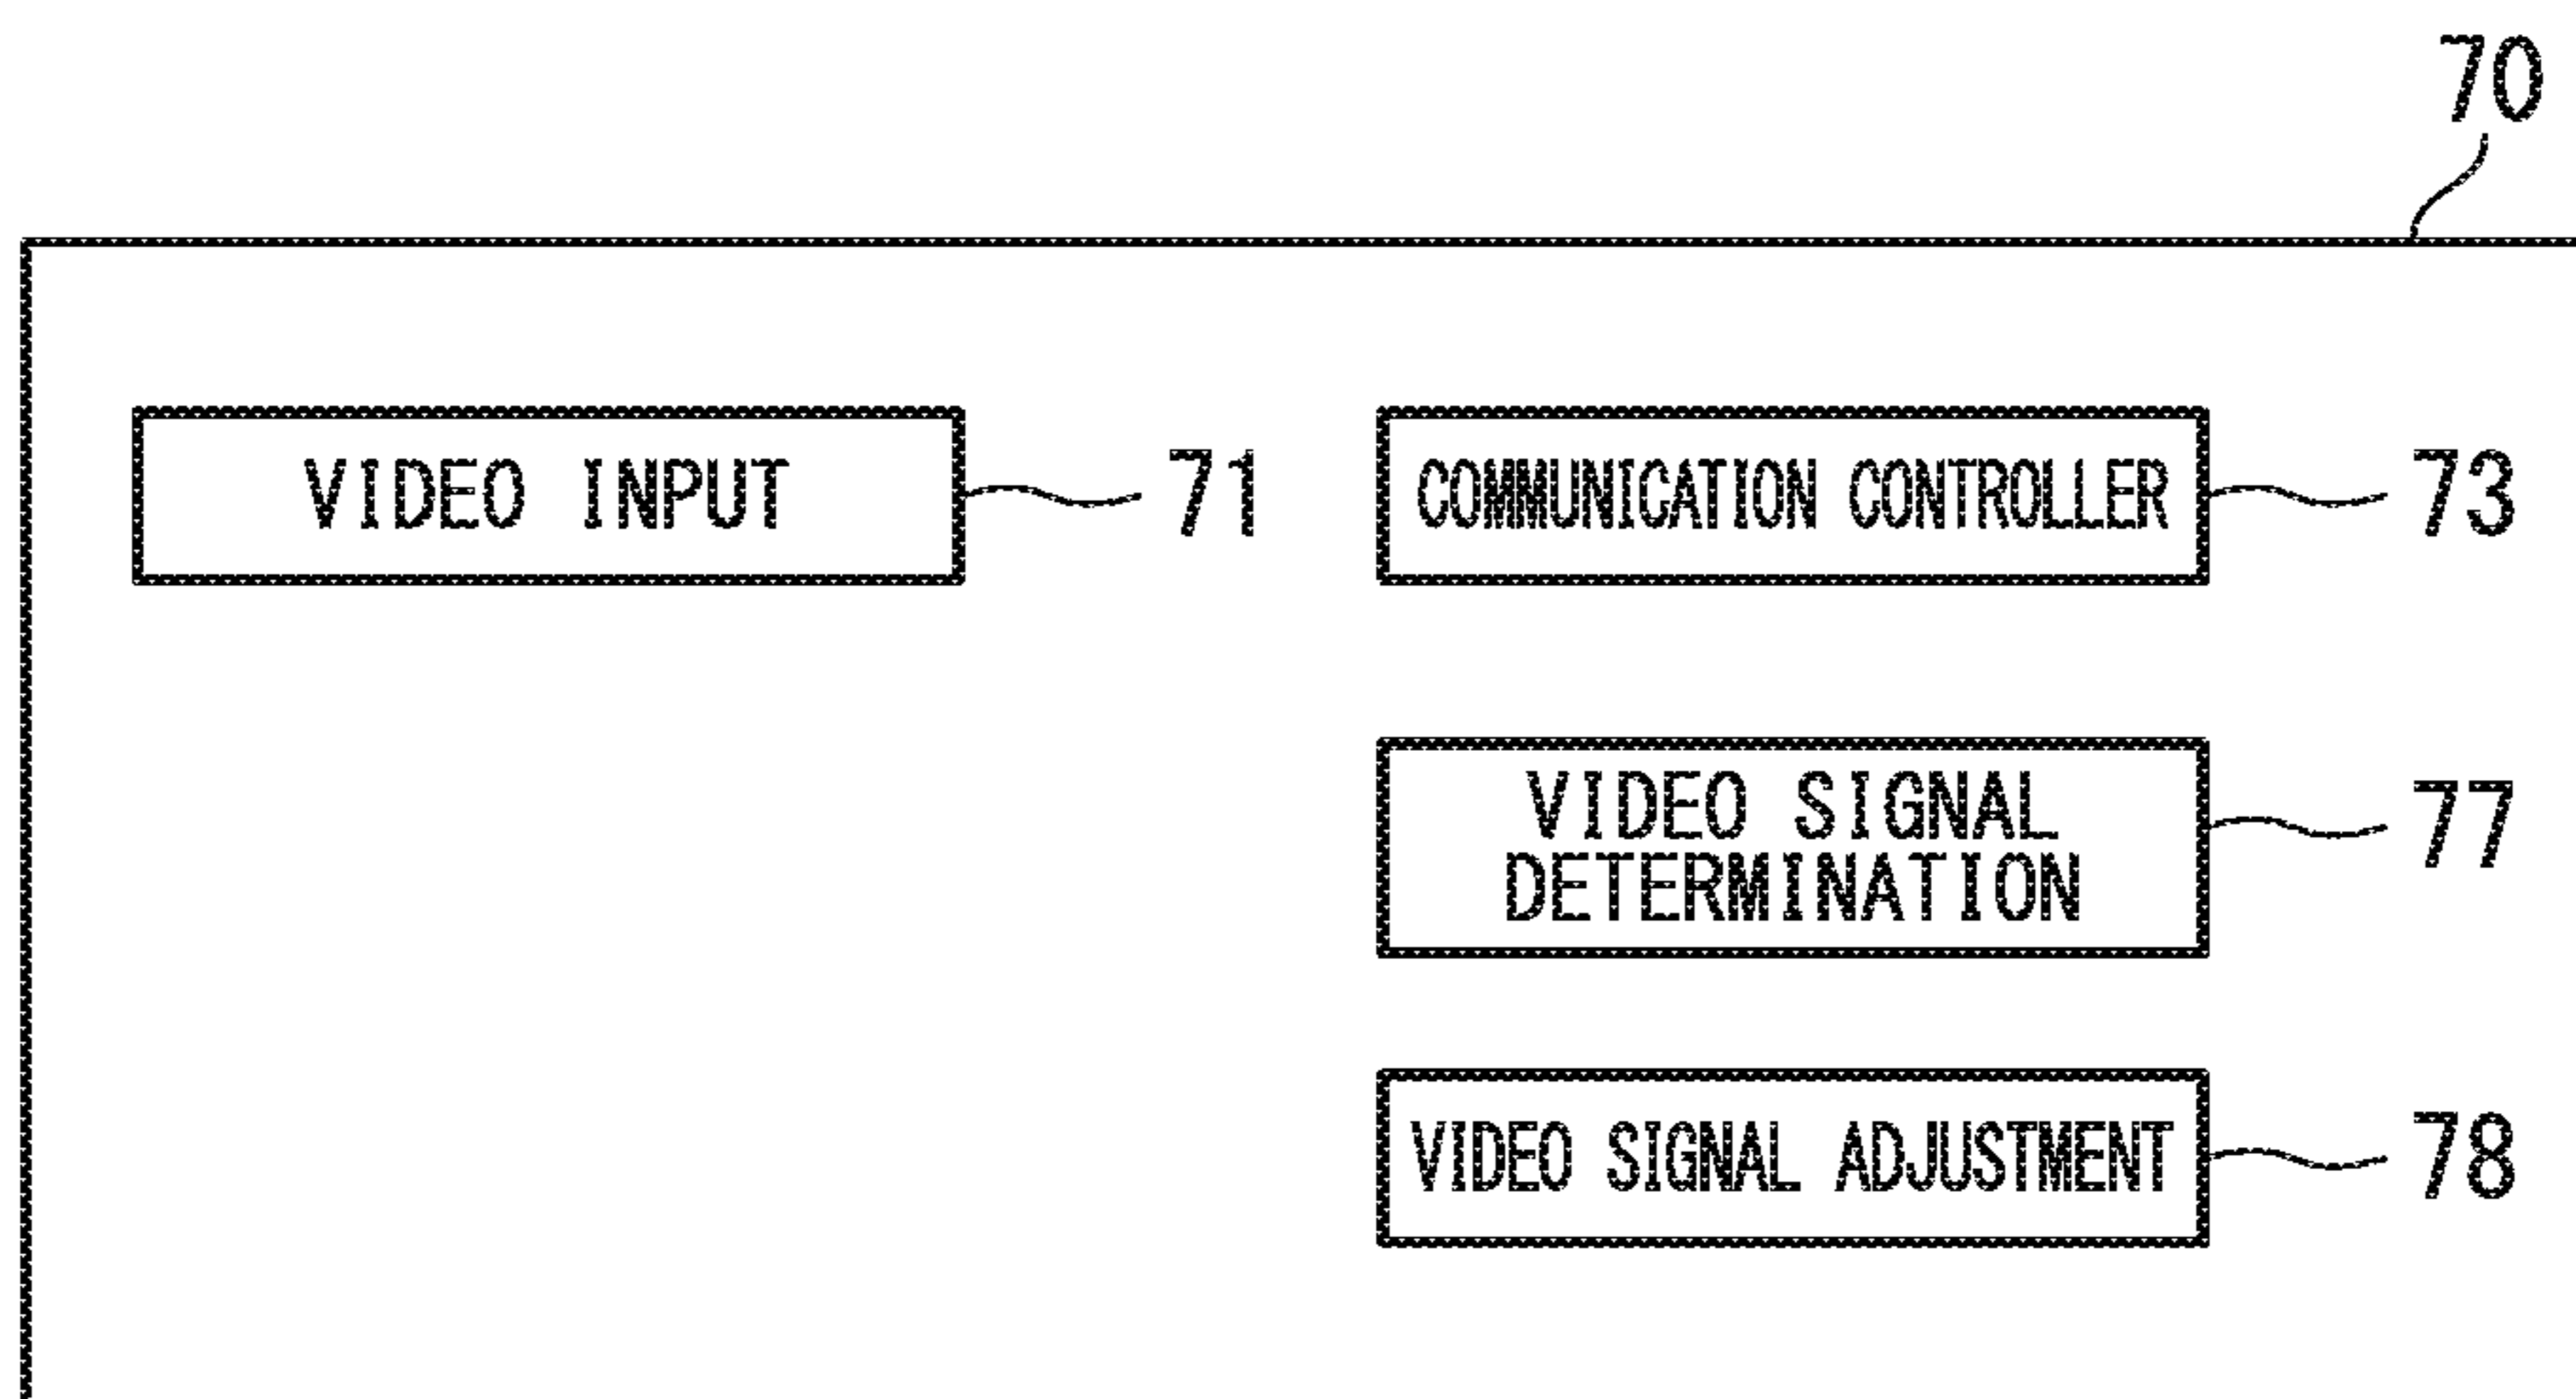 70
VIDEO INPUT
71
COMMUNICATION CONTROLLER
73
VIDEO SIGNAL
DETERMINATION
77
VIDEO SIGNAL ADJUSTMENT
78